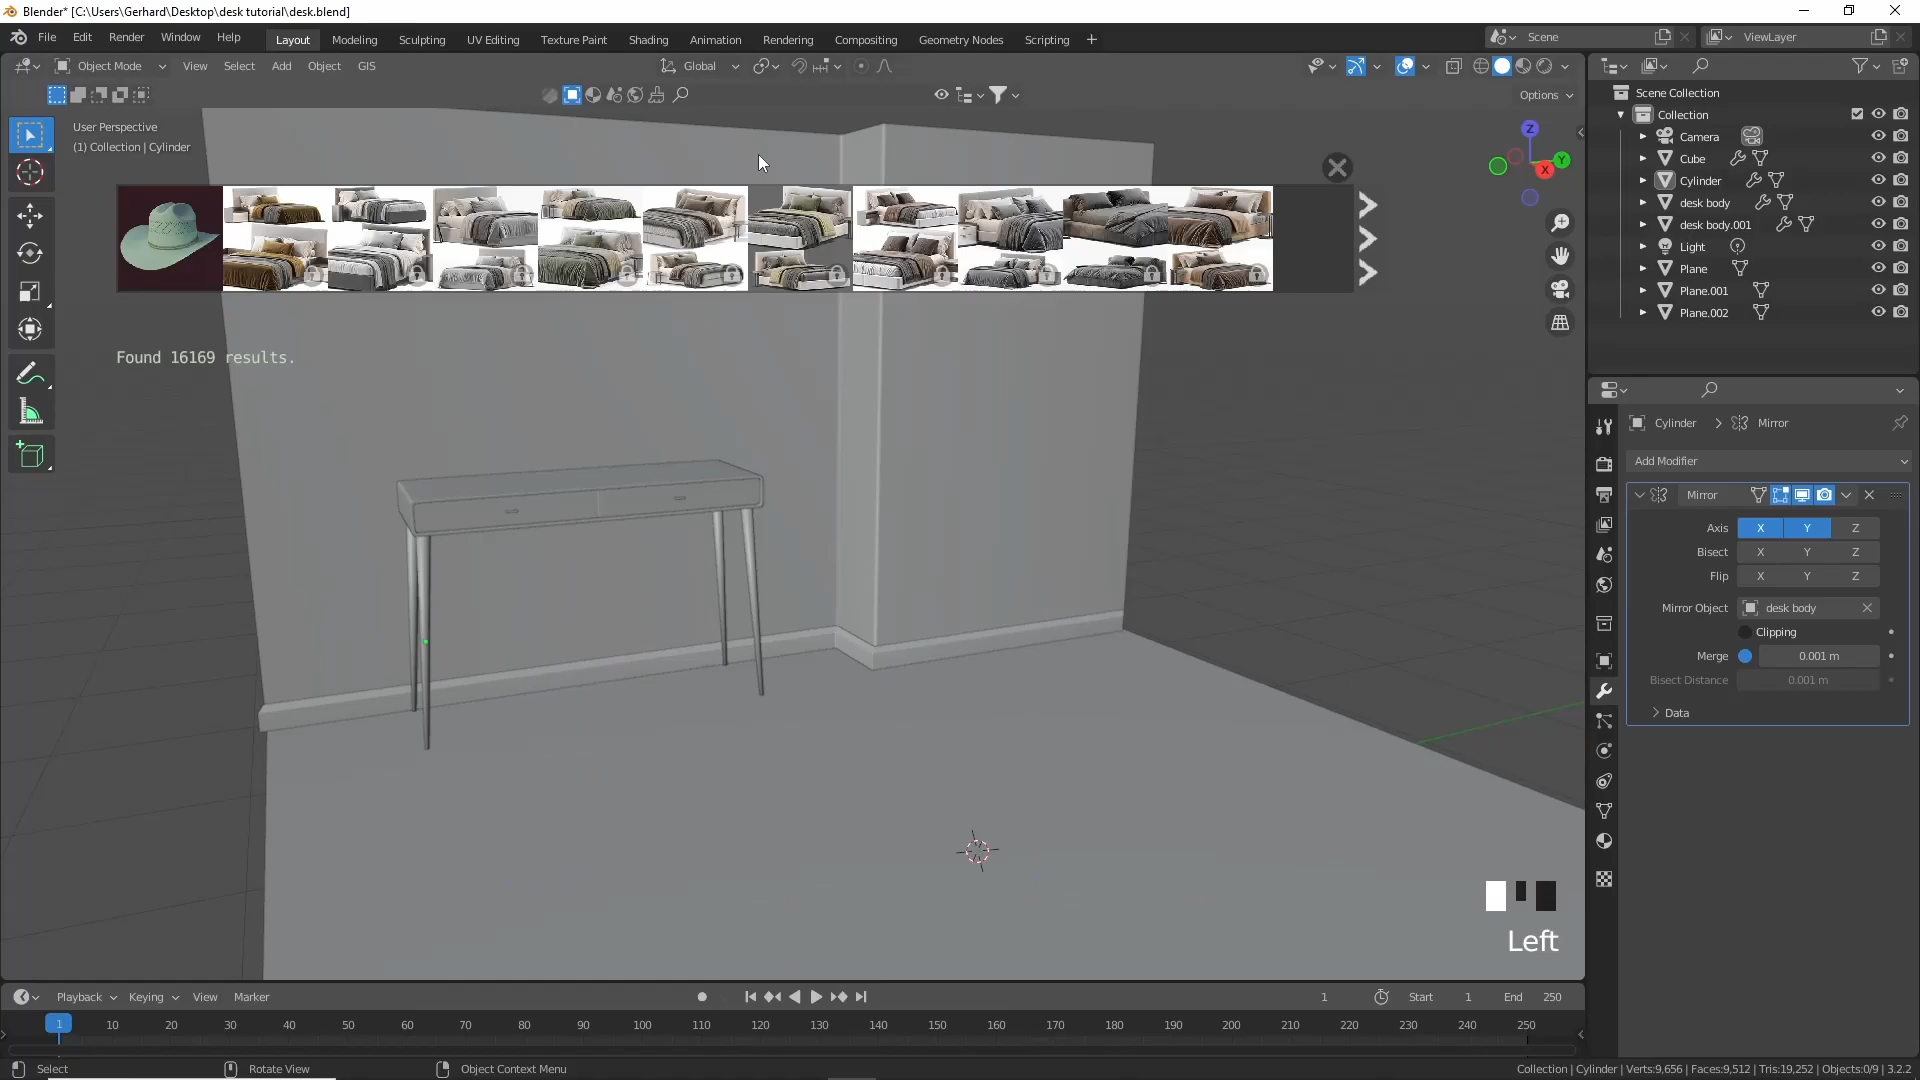 Blender* [C:\Users\Gerhard\Desktop\desk tutorial\desk.blend]
File Edit Render Window Help Layout Modeling Sculpting UV Editing Texture Paint Shading Animation Rendering Compositing Geometry Nodes Scripting + Scene ViewLayer
Object Mode View Select Add Object GIS Global
Options
User Perspective
(1) Collection | Cylinder
Z
Y
X
Found 16169 results.
Scene Collection
Collection
Camera
Cube
Cylinder
desk body
desk body.001
Light
Plane
Plane.001
Plane.002
Cylinder > Mirror
Add Modifier
Mirror
Axis X Y Z
Bisect X Y Z
Flip X Y Z
Mirror Object desk body
Clipping
Merge 0.001 m
Bisect Distance 0.001 m
Data
Left
Playback Keying View Marker 1 Start 1 End 250
1 10 20 30 40 50 60 70 80 90 100 110 120 130 140 150 160 170 180 190 200 210 220 230 240 250
Select Rotate View Object Context Menu Collection | Cylinder | Verts:9,656 | Faces:9,512 | Tris:19,252 | Objects:0/9 | 3.2.2